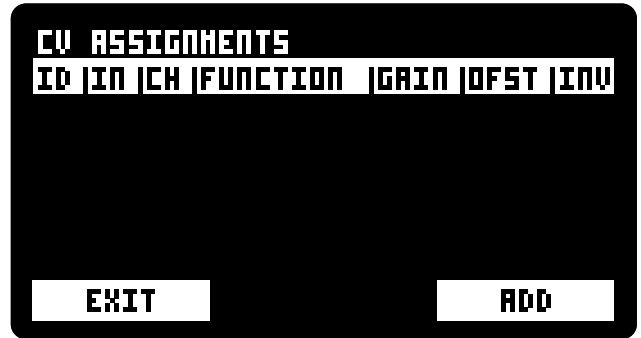 CV ASSIGNMENTS
ID |IN |CH |FUNCTION |GAIN |OFST |INV
EXIT
ADD